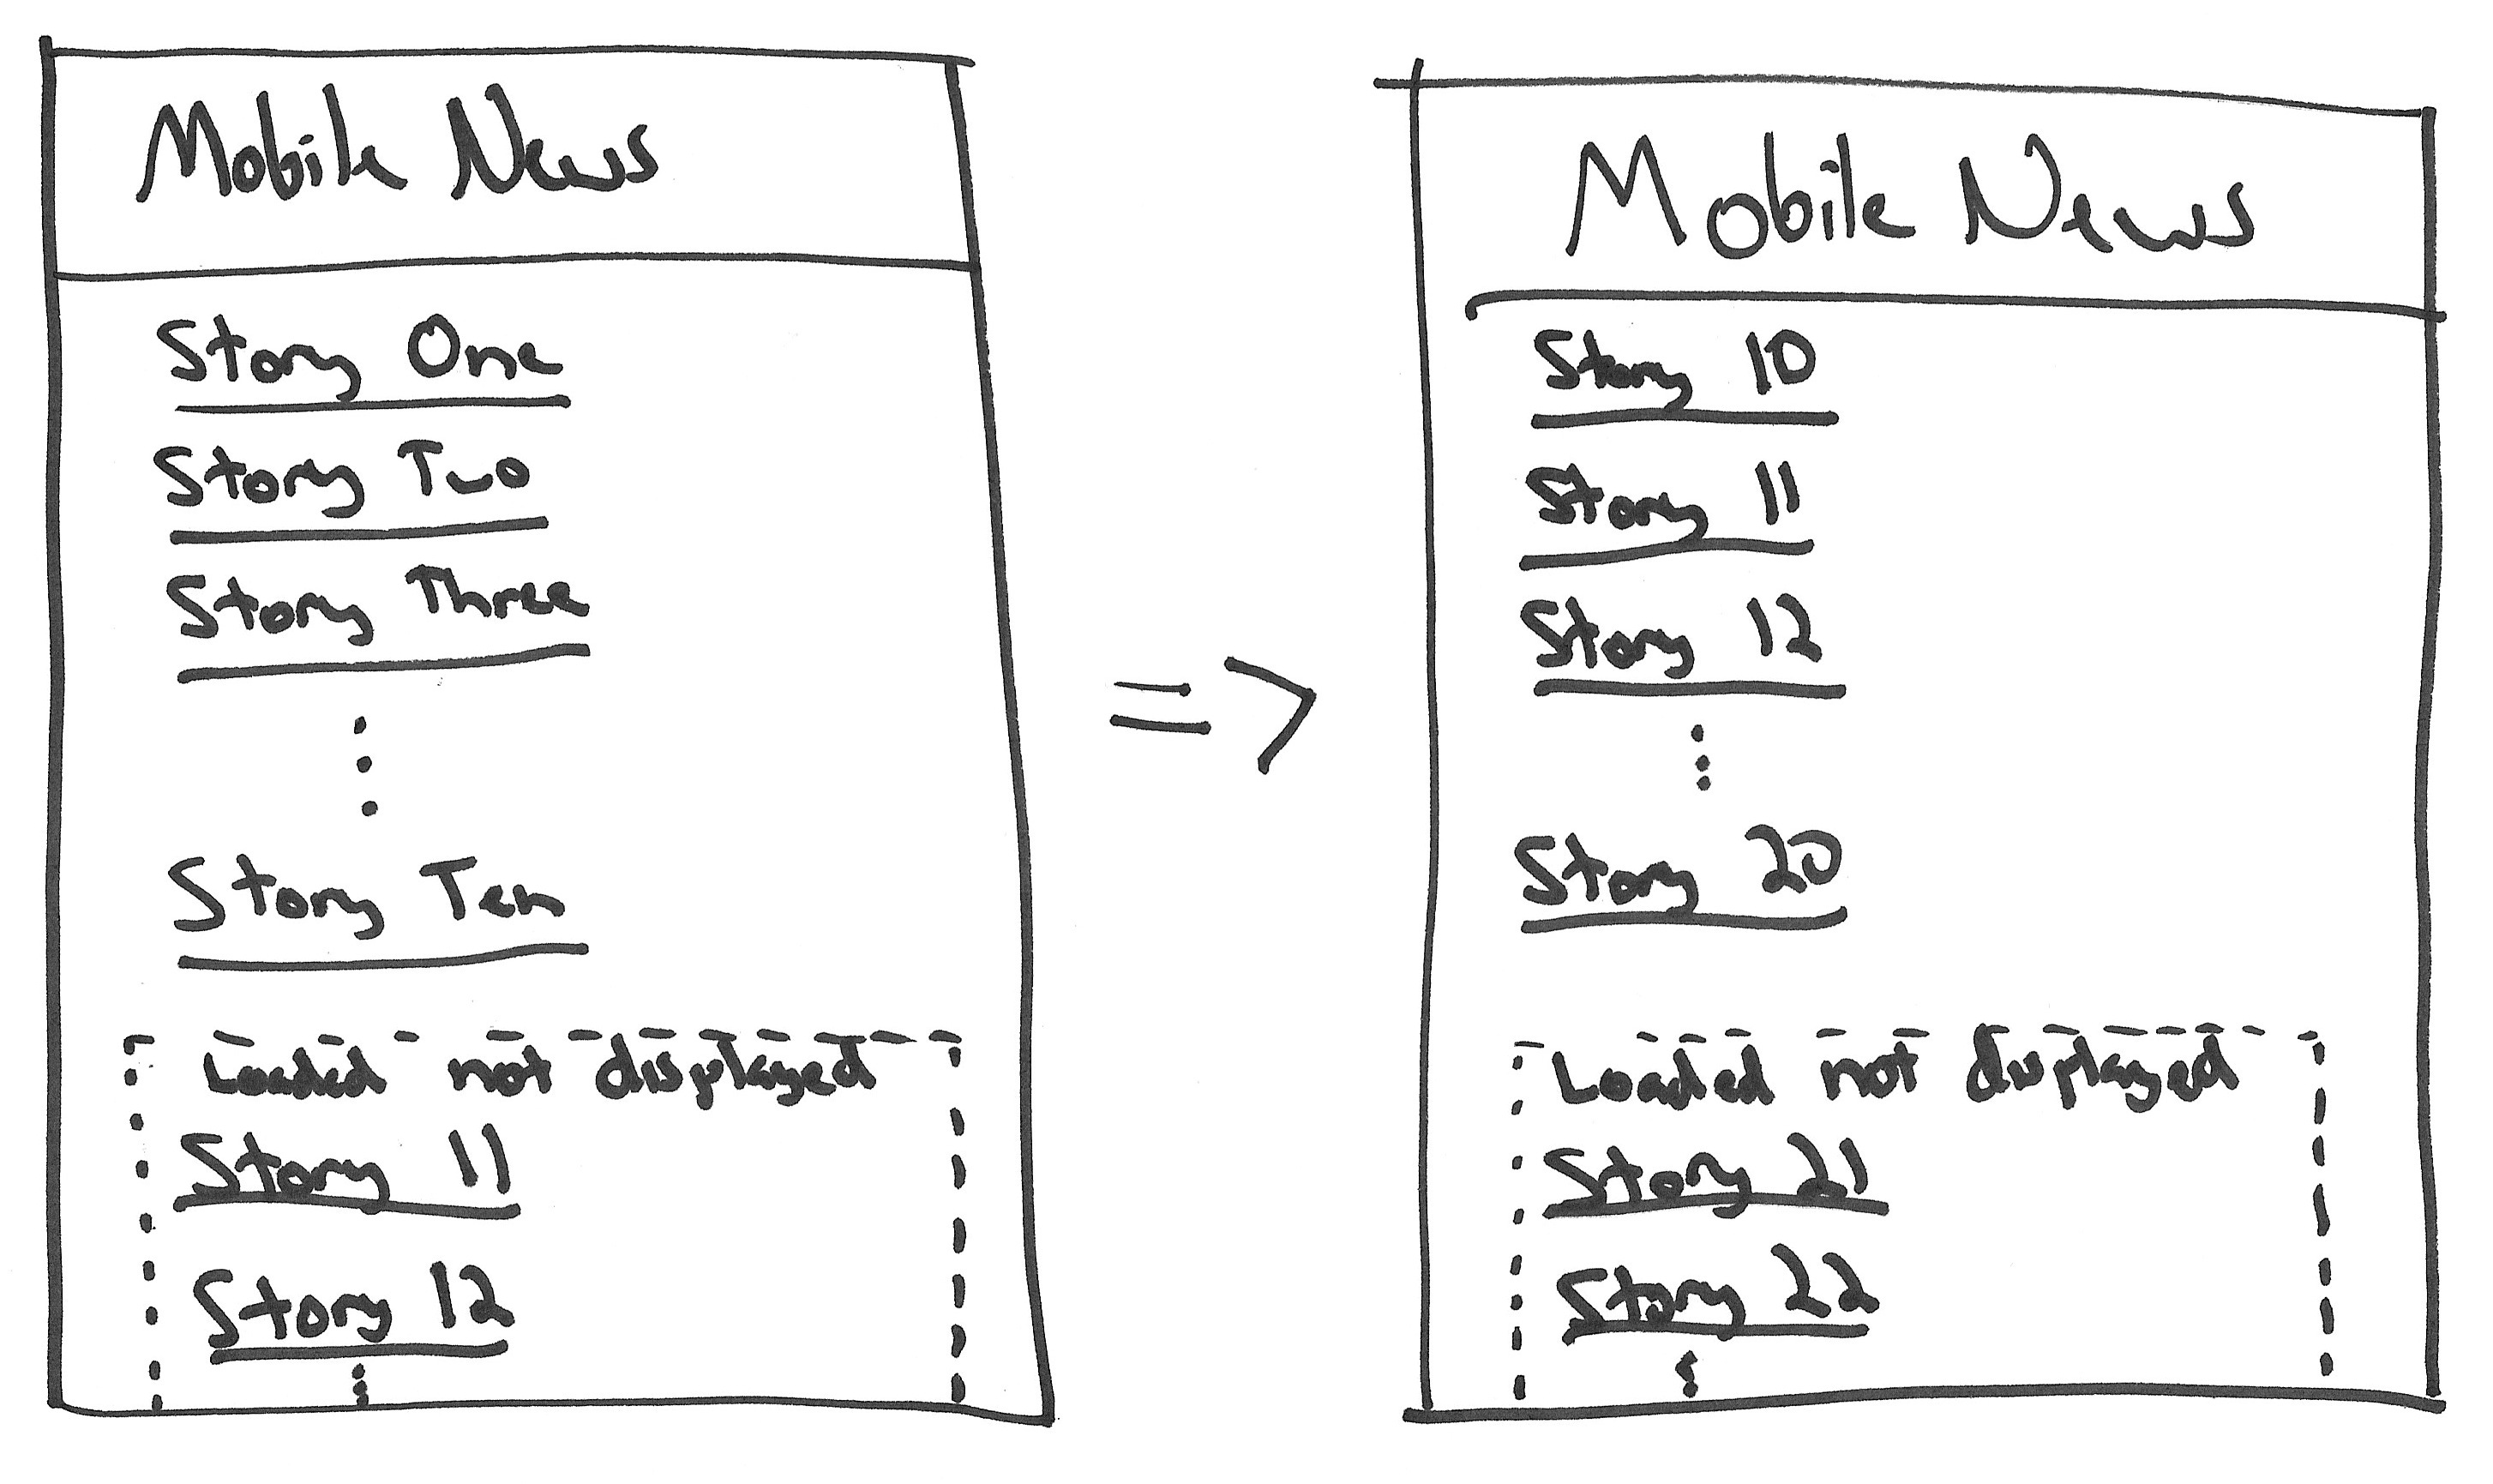 Mobile News
Story One
Story Two
Story Three
Story Ten
Loaded not displayed
Story 11
Story 12
=>
Mobile News
Story 10
Story 11
Story 12
Story 20
Loaded not displayed
Story 21
Story 22